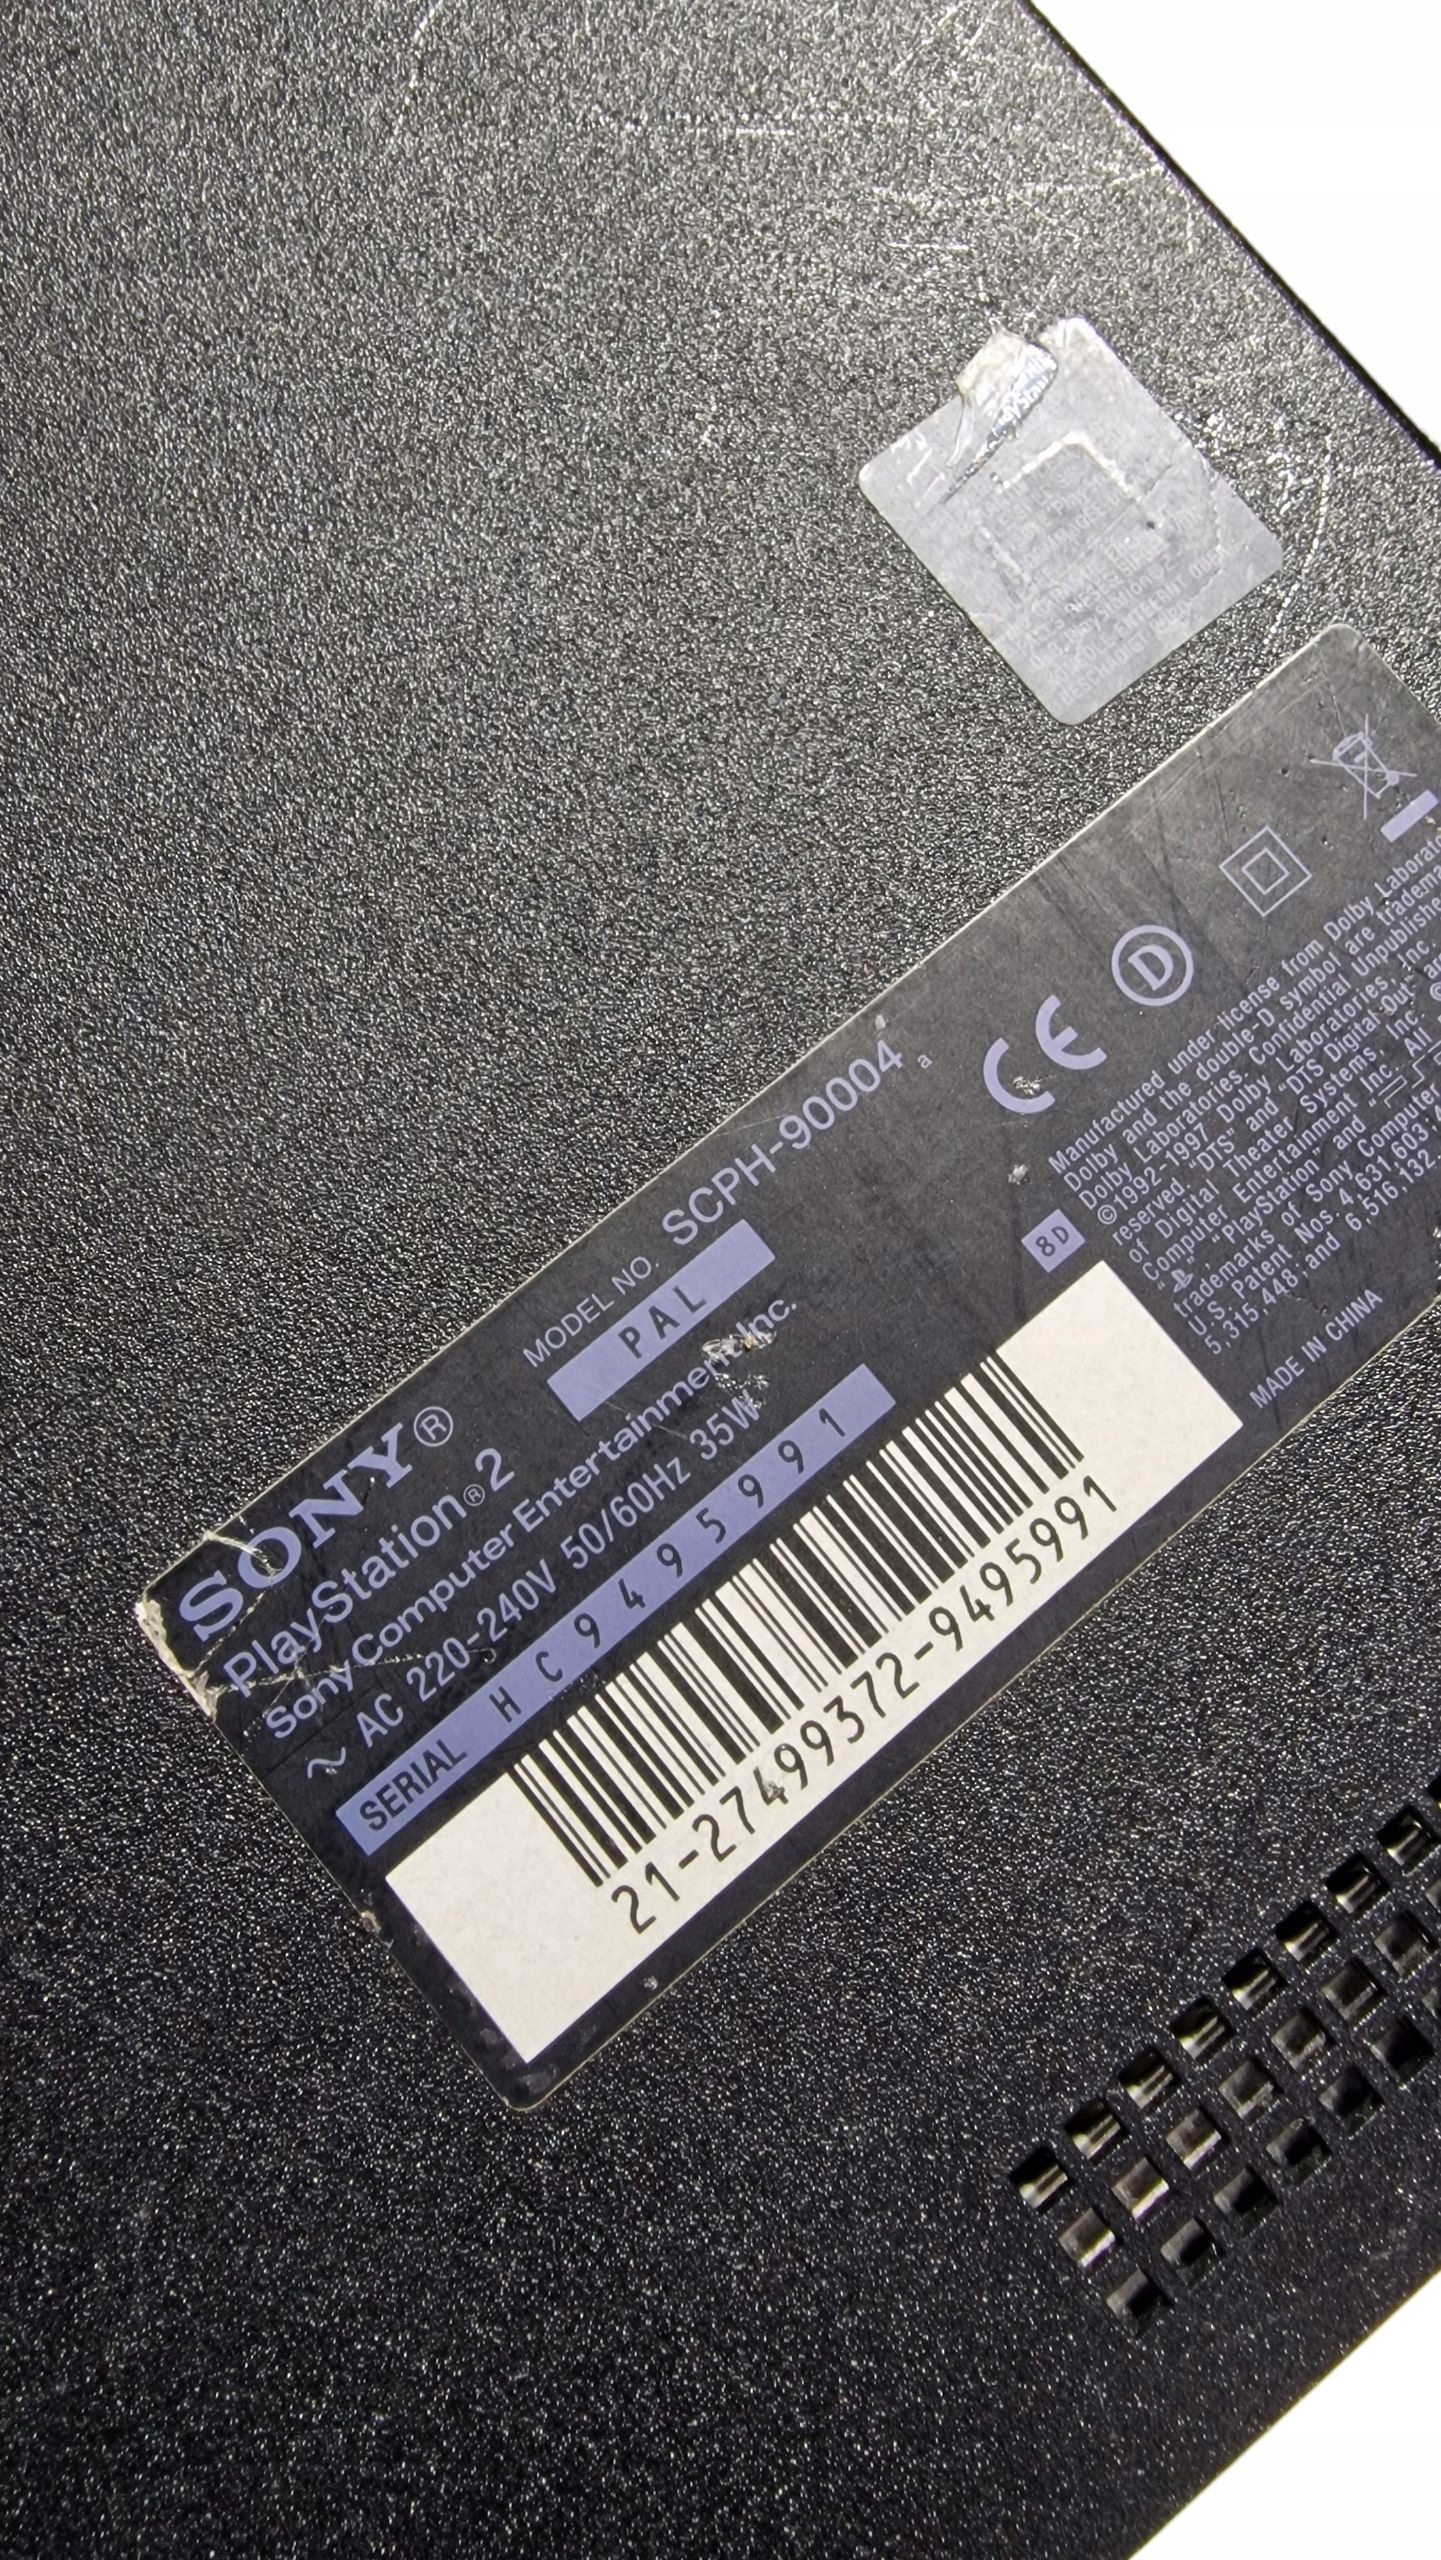 SONY®
PlayStation®2
MODEL NO. SCPH-90004 a
PAL
Sony Computer Entertainment Inc.
~ AC 220-240V 50/60Hz 35W
SERIAL H C 9 4 9 5 9 9 1
21-27499372-9495991
CE D
8D
Manufactured under license from Dolby
Dolby and the double-D symbol are
Dolby Laboratories. Confidential Unpublished
©1992-1997 Dolby Laboratories, Inc.
reserved. "DTS" and "DTS Digital Out"
of Digital Theater Systems, Inc. ©
Computer Entertainment Inc. All
", "PlayStation" and "
trademarks of Sony Computer
U.S. Patent Nos. 4,631,603;
5,315,448; and 6,516,132.
MADE IN CHINA